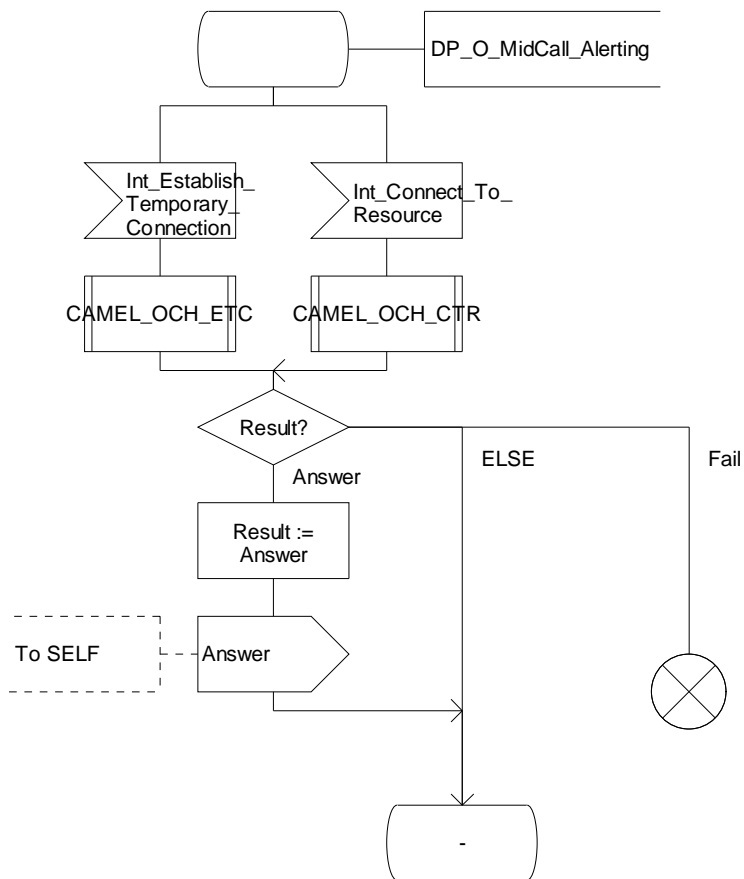 DP_O_MidCall_Alerting
Int_Establish_
Temporary_
Connection
Int_Connect_To_
Resource
CAMEL_OCH_ETC
CAMEL_OCH_CTR
Result?
ELSE
Fail
Answer
Result :=
Answer
To SELF
Answer
-